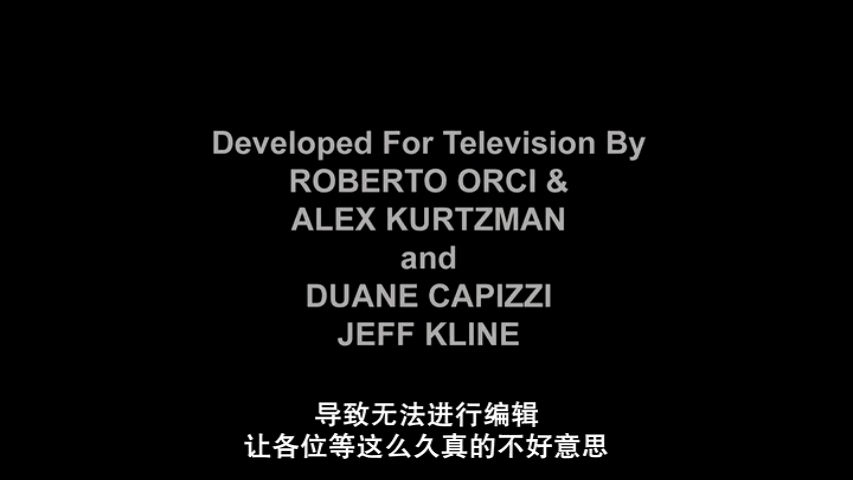 Developed For Television By
ROBERTO ORCI &
ALEX KURTZMAN
and
DUANE CAPIZZI
JEFF KLINE
导致无法进行编辑
让各位等这么久真的不好意思